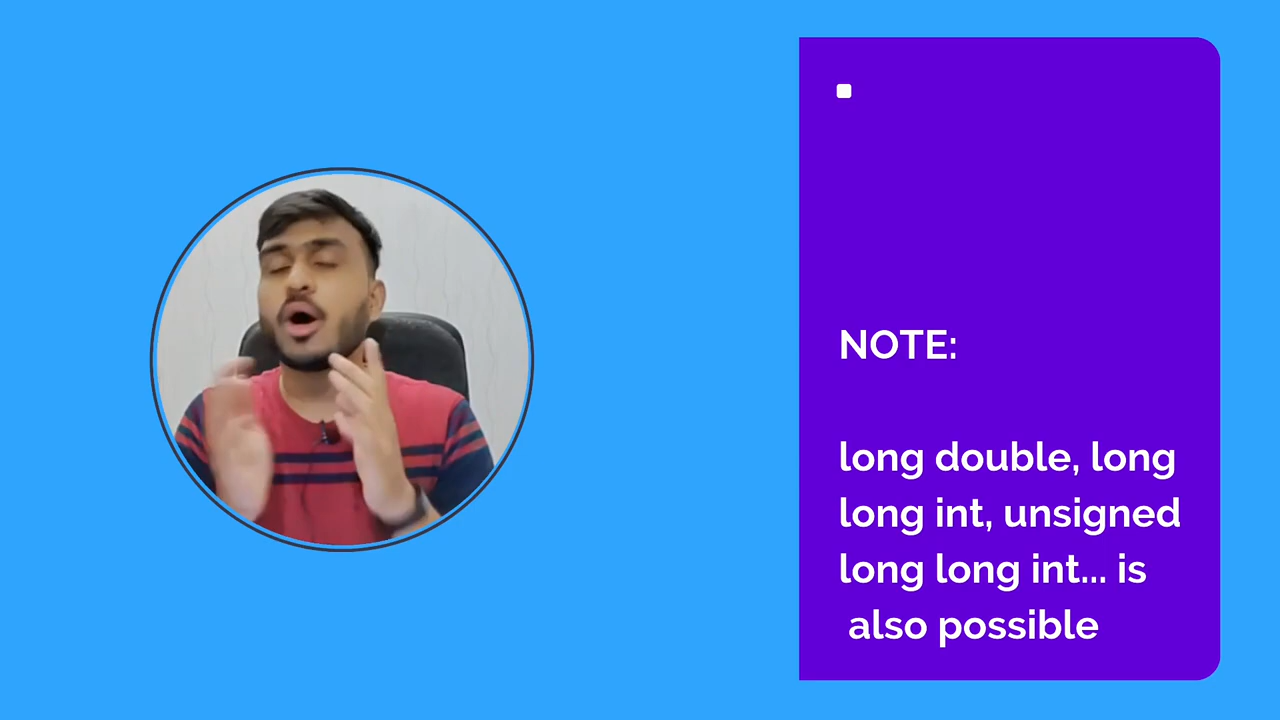 NOTE:
long double, long
long int, unsigned
long long int... is
also possible